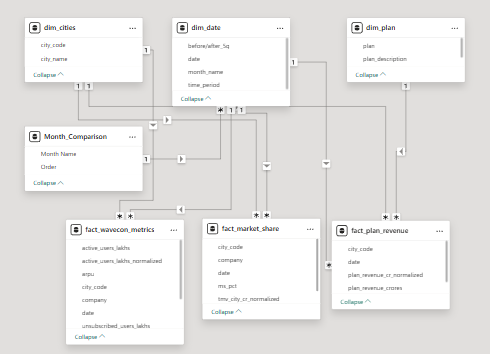 dim_cities
city_code
city_name
Collapse
dim_date
before/after_5g
date
month_name
time_period
Collapse
dim_plan
plan
plan_description
Collapse
1
1
1
1
1
*
1
1
Month_Comparison
Month Name
Order
Collapse
1
*
*
*
*
*
*
*
fact_wavecon_metrics
active_users_lakhs
active_users_lakhs_normalized
arpu
city_code
company
date
unsubscribed_users_lakhs
Collapse
fact_market_share
city_code
company
date
ms_pct
tmv_city_cr_normalized
Collapse
fact_plan_revenue
city_code
date
plan_revenue_cr_normalized
plan_revenue_crores
Collapse